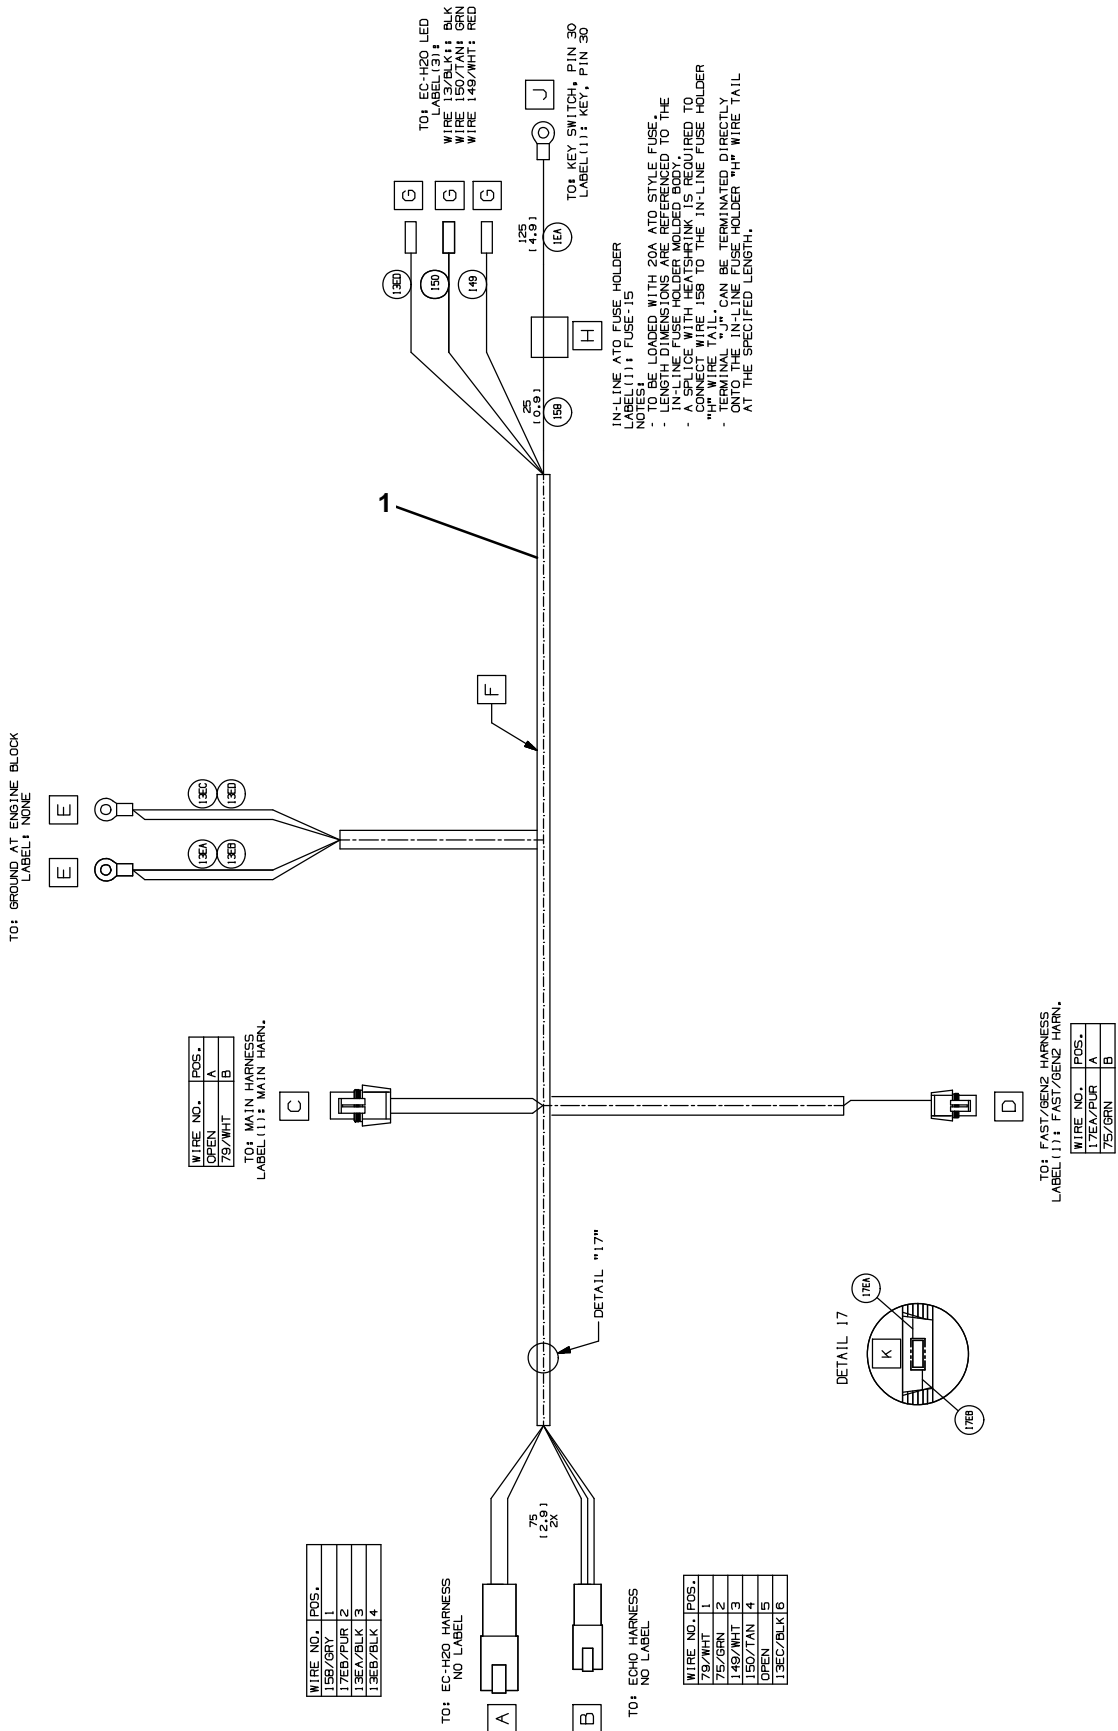 TO: EC-H2O LED
LABEL(3):
WIRE 13/BLK:: BLK
WIRE 150/TAN: GRN
WIRE 149/WHT: RED
G
G
G
13ED
150
149
J
TO: KEY SWITCH, PIN 30
LABEL(1): KEY, PIN 30
125
[4.9]
1EA
H
25
[0.9]
15B
IN-LINE ATO FUSE HOLDER
LABEL(1): FUSE-15
NOTES:
- TO BE LOADED WITH 20A ATO STYLE FUSE.
- LENGTH DIMENSIONS ARE REFERENCED TO THE
IN-LINE FUSE HOLDER MOLDED BODY.
- A SPLICE WITH HEATSHRINK IS REQUIRED TO
CONNECT WIRE 15B TO THE IN-LINE FUSE HOLDER
"H" WIRE TAIL.
- TERMINAL "J" CAN BE TERMINATED DIRECTLY
ONTO THE IN-LINE FUSE HOLDER "H" WIRE TAIL
AT THE SPECIFED LENGTH.
1
F
TO: GROUND AT ENGINE BLOCK
LABEL: NONE
E
E
13EC
13ED
13EA
13EB
WIRE NO. POS.
OPEN A
79/WHT B
TO: MAIN HARNESS
LABEL(1): MAIN HARN.
C
D
TO: FAST/GEN2 HARNESS
LABEL(1): FAST/GEN2 HARN.
WIRE NO. POS.
17EA/PUR A
75/GRN B
DETAIL "17"
DETAIL 17
K
17EA
17EB
WIRE NO. POS.
15B/GRY 1
17EB/PUR 2
13EA/BLK 3
13EB/BLK 4
75
[2.9]
2X
TO: EC-H2O HARNESS
NO LABEL
A
B
TO: ECHO HARNESS
NO LABEL
WIRE NO. POS.
79/WHT 1
75/GRN 2
149/WHT 3
150/TAN 4
OPEN 5
13EC/BLK 6